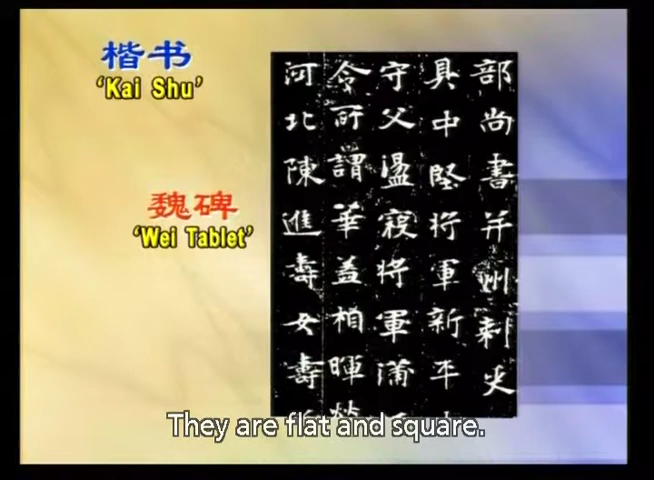 楷书
'Kai Shu'
魏碑
'Wei Tablet'
部尚書并州刺史
具中堅将軍新平
守父盪寇将軍蒲
令所謂華蓋相暉
河北陳進壽女壽
They are flat and square.